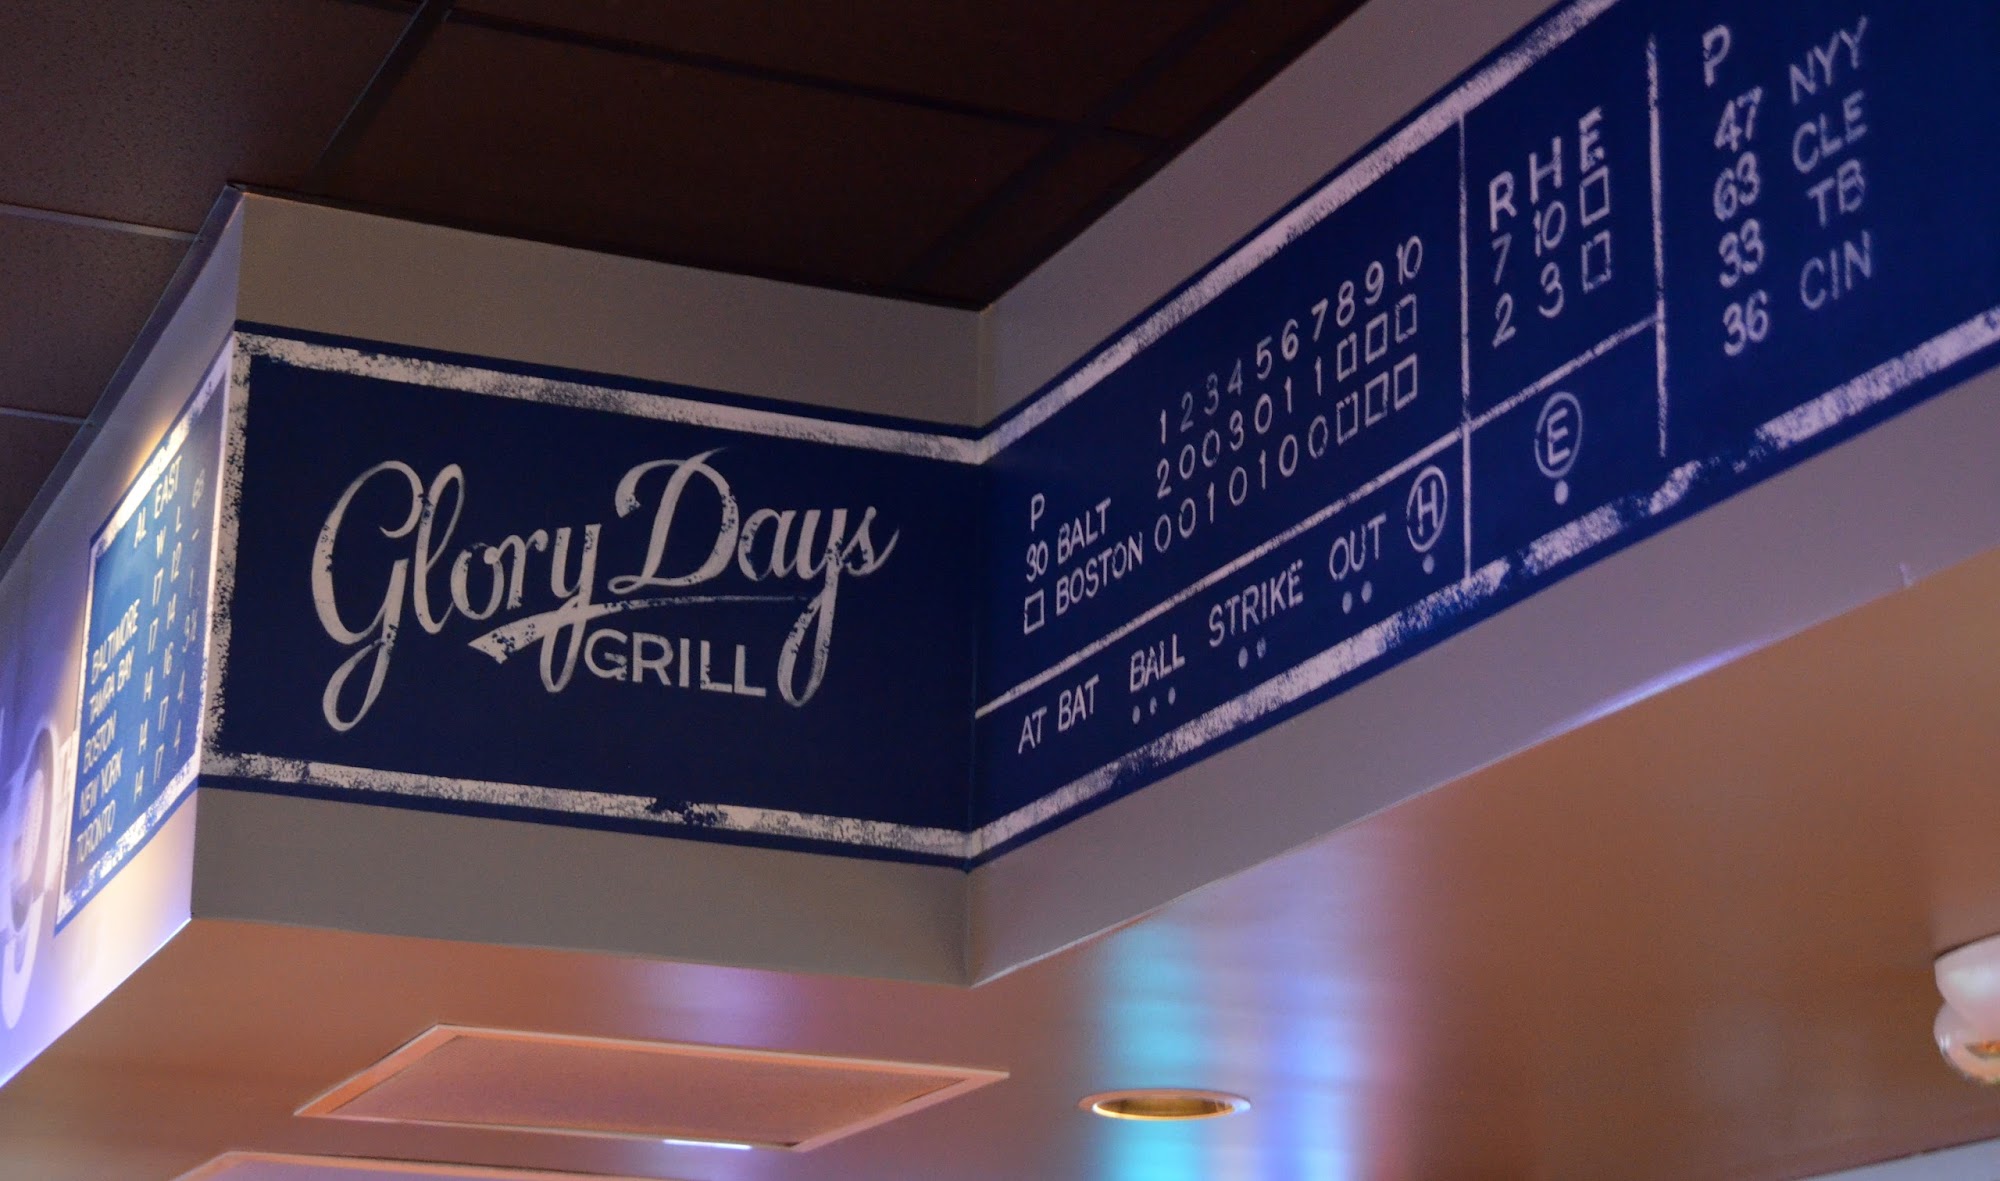 AL EAST
W L GB
BALTIMORE 17 12 -
TAMPA BAY 17 14 1
BOSTON 14 16
NEW YORK 14 17 4
TORONTO 14 17 4
Glory Days
GRILL
1 2 3 4 5 6 7 8 9 10
P
30 BALT 2 0 0 3 0 1 1
BOSTON 0 0 1 0 1 0 0
AT BAT BALL STRIKE OUT H
R H E
7 10
2 3
E
P
47 NYY
63 CLE
33 TB
36 CIN